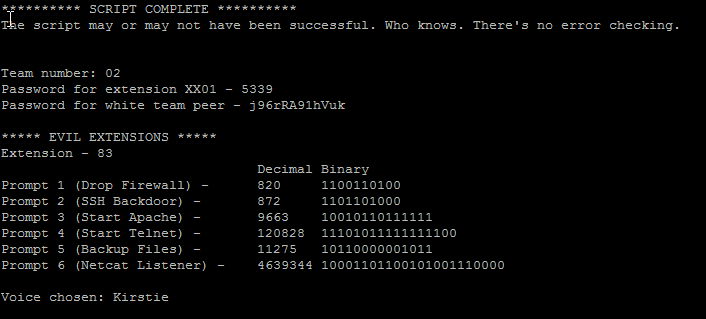 ********** SCRIPT COMPLETE **********
The script may or may not have been successful. Who knows. There's no error checking.
Team number: 02
Password for extension XX01 - 5339
Password for white team peer - j96rRA91hVuk
***** EVIL EXTENSIONS *****
Extension - 83
Decimal Binary
Prompt 1 (Drop Firewall) - 820 1100110100
Prompt 2 (SSH Backdoor) - 872 1101101000
Prompt 3 (Start Apache) - 9663 10010110111111
Prompt 4 (Start Telnet) - 120828 11101011111111100
Prompt 5 (Backup Files) - 11275 10110000001011
Prompt 6 (Netcat Listener) - 4639344 10001101100101001110000
Voice chosen: Kirstie